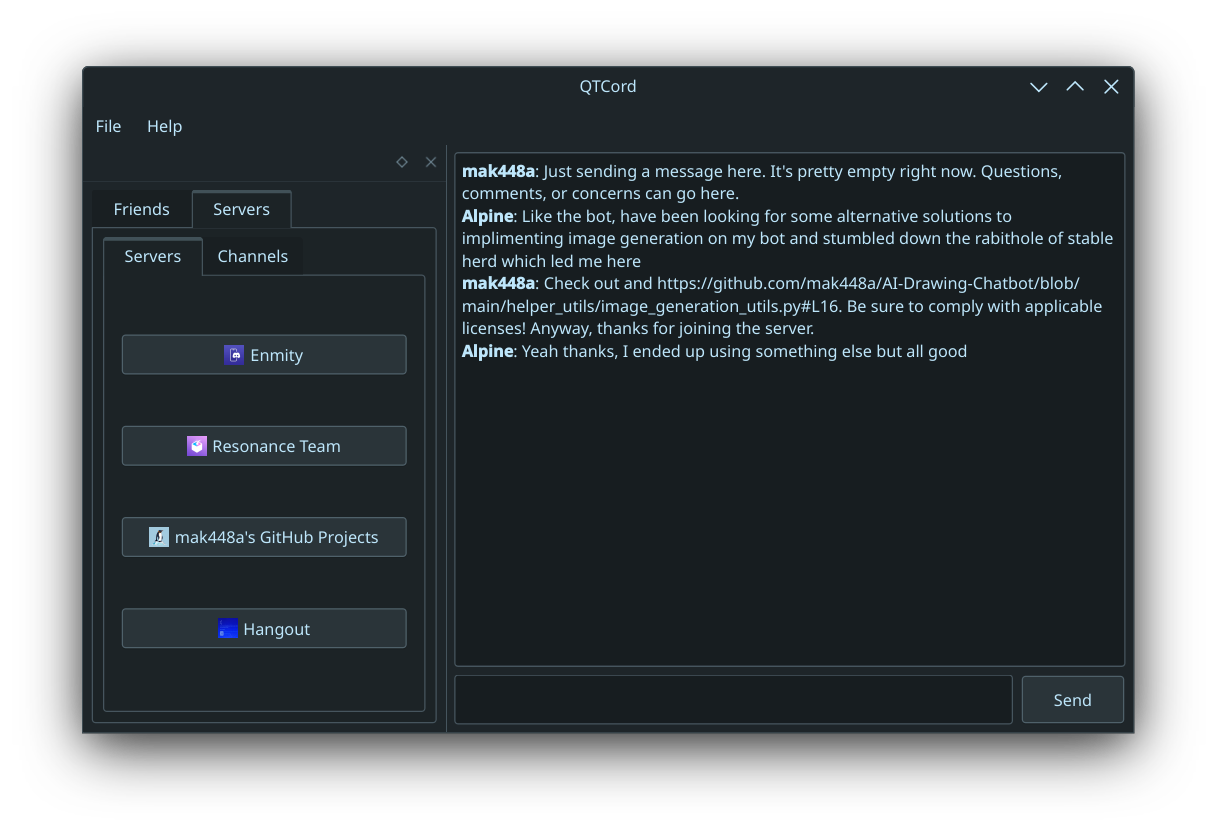 QTCord
File Help
Friends Servers
Servers Channels
Enmity
Resonance Team
mak448a's GitHub Projects
Hangout
mak448a: Just sending a message here. It's pretty empty right now. Questions,
comments, or concerns can go here.
Alpine: Like the bot, have been looking for some alternative solutions to
implimenting image generation on my bot and stumbled down the rabithole of stable
herd which led me here
mak448a: Check out and https://github.com/mak448a/AI-Drawing-Chatbot/blob/
main/helper_utils/image_generation_utils.py#L16. Be sure to comply with applicable
licenses! Anyway, thanks for joining the server.
Alpine: Yeah thanks, I ended up using something else but all good
Send